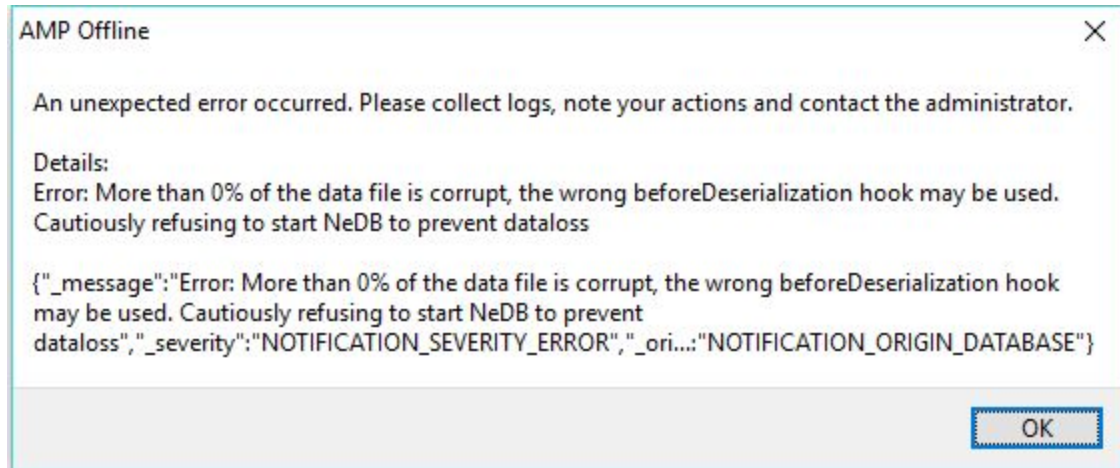 AMP Offline
An unexpected error occurred. Please collect logs, note your actions and contact the administrator.
Details:
Error: More than 0% of the data file is corrupt, the wrong beforeDeserialization hook may be used.
Cautiously refusing to start NeDB to prevent dataloss
{"_message":"Error: More than 0% of the data file is corrupt, the wrong beforeDeserialization hook
may be used. Cautiously refusing to start NeDB to prevent
dataloss","_severity":"NOTIFICATION_SEVERITY_ERROR","_ori...:"NOTIFICATION_ORIGIN_DATABASE"}
OK